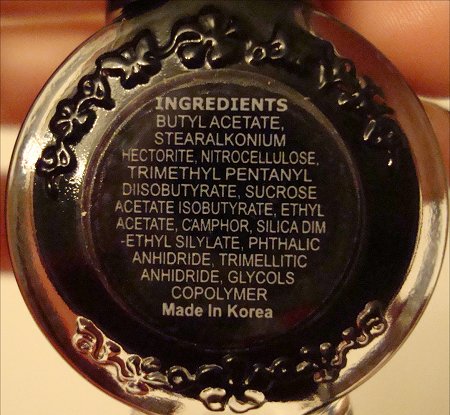 INGREDIENTS
BUTYL ACETATE,
STEARALKONIUM
HECTORITE, NITROCELLULOSE,
TRIMETHYL PENTANYL
DIISOBUTYRATE, SUCROSE
ACETATE ISOBUTYRATE, ETHYL
ACETATE, CAMPHOR, SILICA DIM
-ETHYL SILYLATE, PHTHALIC
ANHIDRIDE, TRIMELLITIC
ANHIDRIDE, GLYCOLS
COPOLYMER
Made In Korea